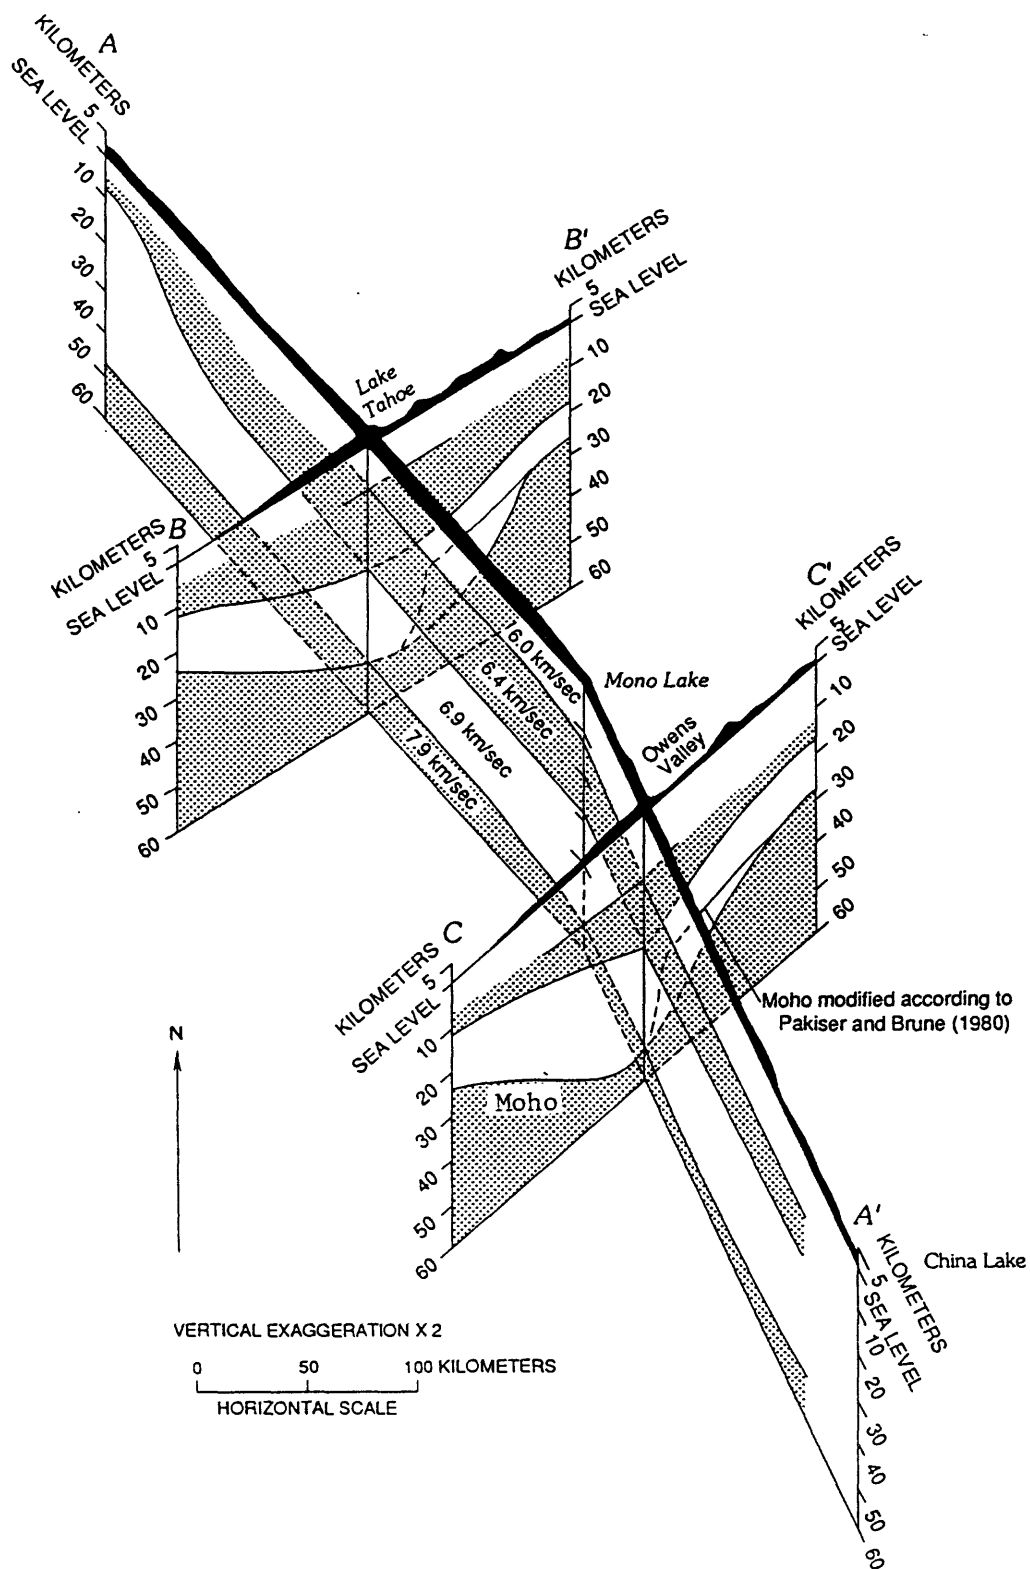 A
KILOMETERS
5
SEA LEVEL
10
20
30
40
50
60
B'
KILOMETERS
5
SEA LEVEL
10
20
30
40
50
60
Lake
Tahoe
B
KILOMETERS
5
SEA LEVEL
10
20
30
40
50
60
6.0 km/sec
6.4 km/sec
6.9 km/sec
7.9 km/sec
Mono Lake
C'
KILOMETERS
5
SEA LEVEL
10
20
30
40
50
60
Owens
Valley
C
KILOMETERS
5
SEA LEVEL
10
20
30
40
50
60
Moho
Moho modified according to
Pakiser and Brune (1980)
N
A'
KILOMETERS
5
SEA LEVEL
10
20
30
40
50
60
China Lake
VERTICAL EXAGGERATION X 2
0 50 100 KILOMETERS
HORIZONTAL SCALE